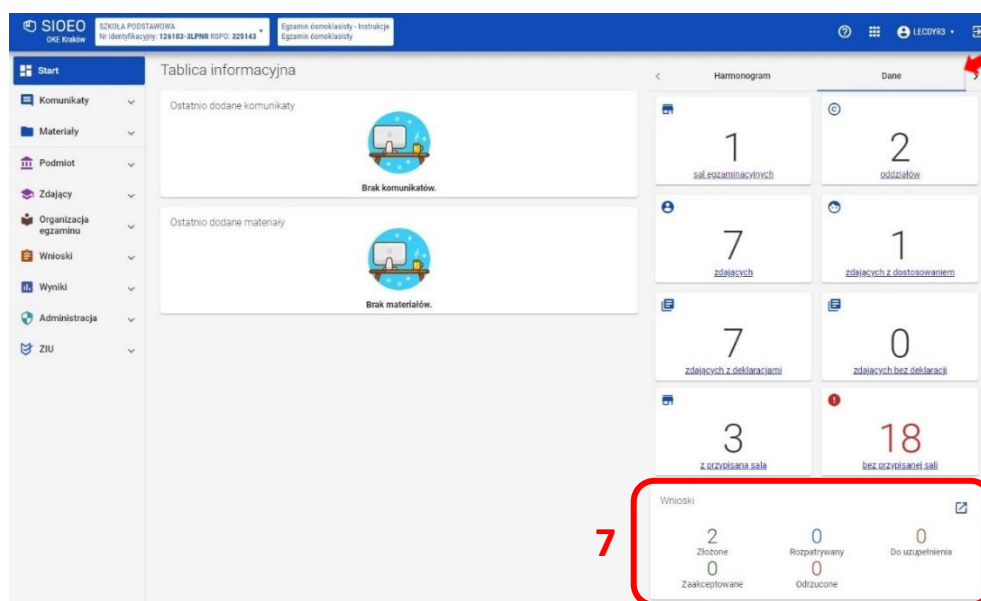 SIOEO
OKE Kraków
SZKOŁA PODSTAWOWA
Nr identyfikacyjny: 126103-3LPNR RSPO: 325143
Egzamin ósmoklasisty - Instrukcje
Egzamin ósmoklasisty
LECDYR3
Start
Komunikaty
Materiały
Podmiot
Zdający
Organizacja
egzaminu
Wnioski
Wyniki
Administracja
ZIU
Tablica informacyjna
Ostatnio dodane komunikaty
Brak komunikatów.
Ostatnio dodane materiały
Brak materiałów.
Harmonogram
Dane
1
sal egzaminacyjnych
2
oddziałów
7
zdających
1
zdających z dostosowaniem
7
zdających z deklaracjami
0
zdających bez deklaracji
3
z przypisaną salą
18
bez przypisanej sali
7
Wnioski
2 0 0
Złożone Rozpatrywany Do uzupełnienia
0 0
Zaakceptowane Odrzucone